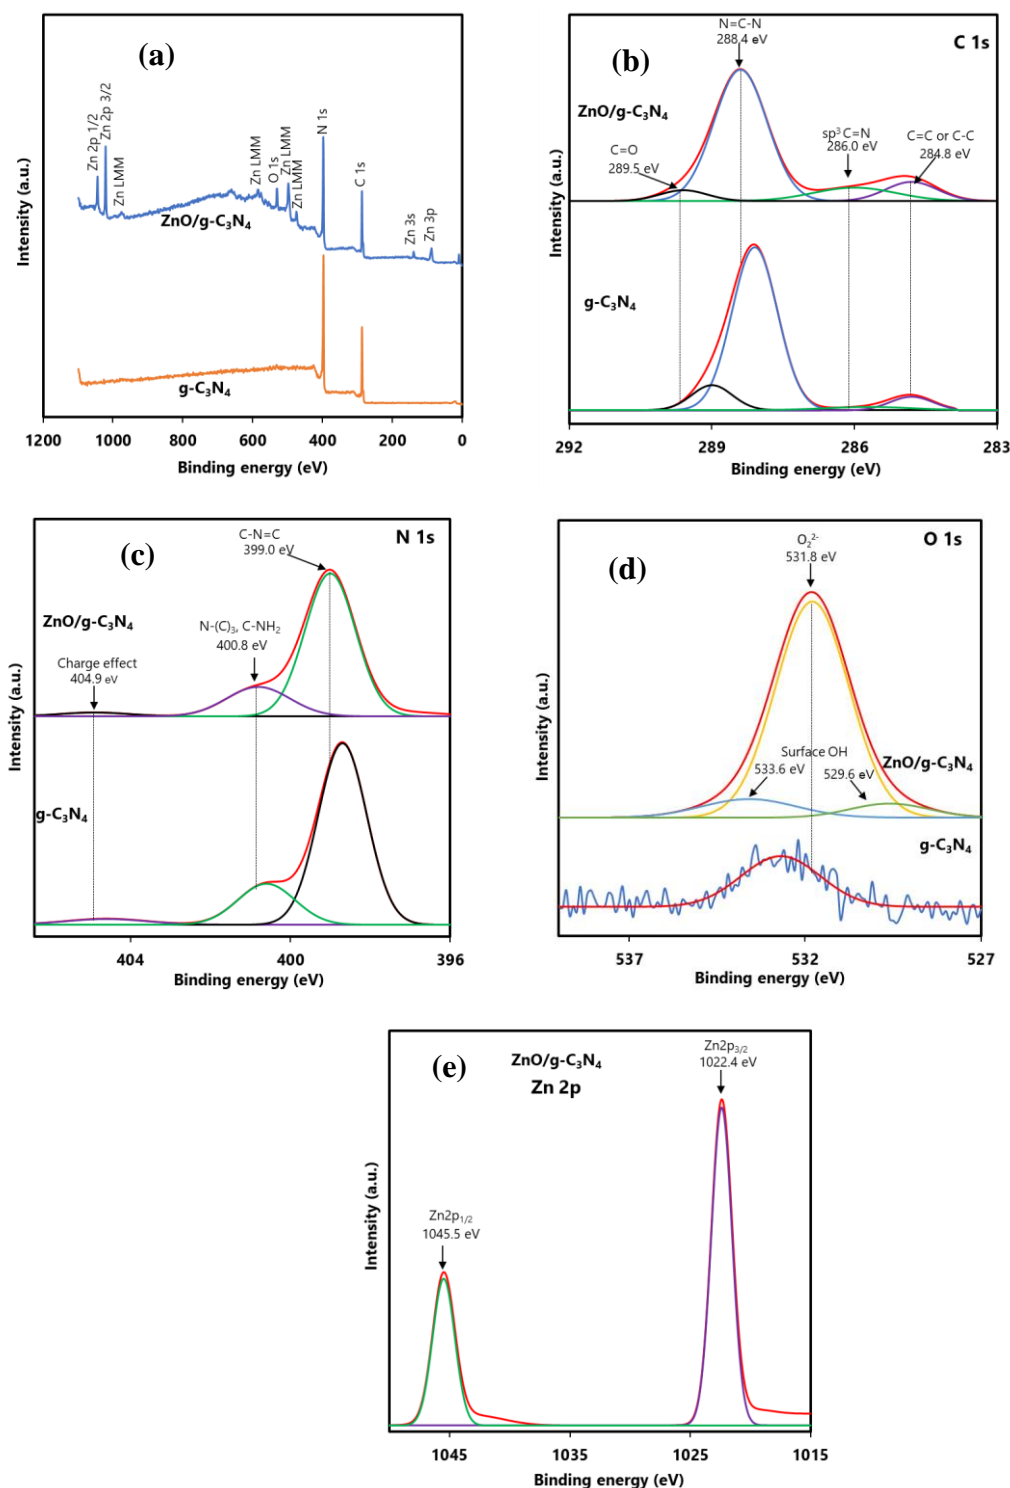 (a)
Zn 2p 1/2
Zn 2p 3/2
Zn LMM
Zn LMM
O 1s
Zn LMM
Zn LMM
N 1s
C 1s
Zn 3s
Zn 3p
ZnO/g-C₃N₄
g-C₃N₄
Intensity (a.u.)
1200 1000 800 600 400 200 0
Binding energy (eV)
(b)
C 1s
N=C-N
288.4 eV
ZnO/g-C₃N₄
C=O
289.5 eV
sp³ C=N
286.0 eV
C=C or C-C
284.8 eV
g-C₃N₄
Intensity (a.u.)
292 289 286 283
Binding energy (eV)
(c)
N 1s
C-N=C
399.0 eV
ZnO/g-C₃N₄
N-(C)₃, C-NH₂
400.8 eV
Charge effect
404.9 eV
g-C₃N₄
Intensity (a.u.)
404 400 396
Binding energy (eV)
(d)
O 1s
O₂²⁻
531.8 eV
Surface OH
533.6 eV
529.6 eV
ZnO/g-C₃N₄
g-C₃N₄
Intensity (a.u.)
537 532 527
Binding energy (eV)
(e)
ZnO/g-C₃N₄
Zn 2p
Zn2p₃/₂
1022.4 eV
Zn2p₁/₂
1045.5 eV
Intensity (a.u.)
1045 1035 1025 1015
Binding energy (eV)